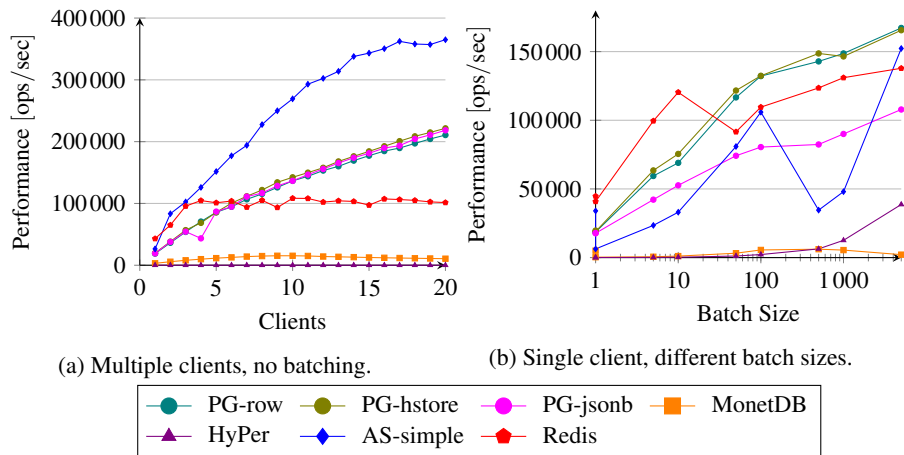 400 000
300 000
200 000
100 000
0
0
5
10
15
20
Performance [ops/sec]
Clients
(a) Multiple clients, no batching.
150 000
100 000
50 000
0
1
10
100
1 000
Performance [ops/sec]
Batch Size
(b) Single client, different batch sizes.
PG-row PG-hstore PG-jsonb MonetDB
HyPer AS-simple Redis